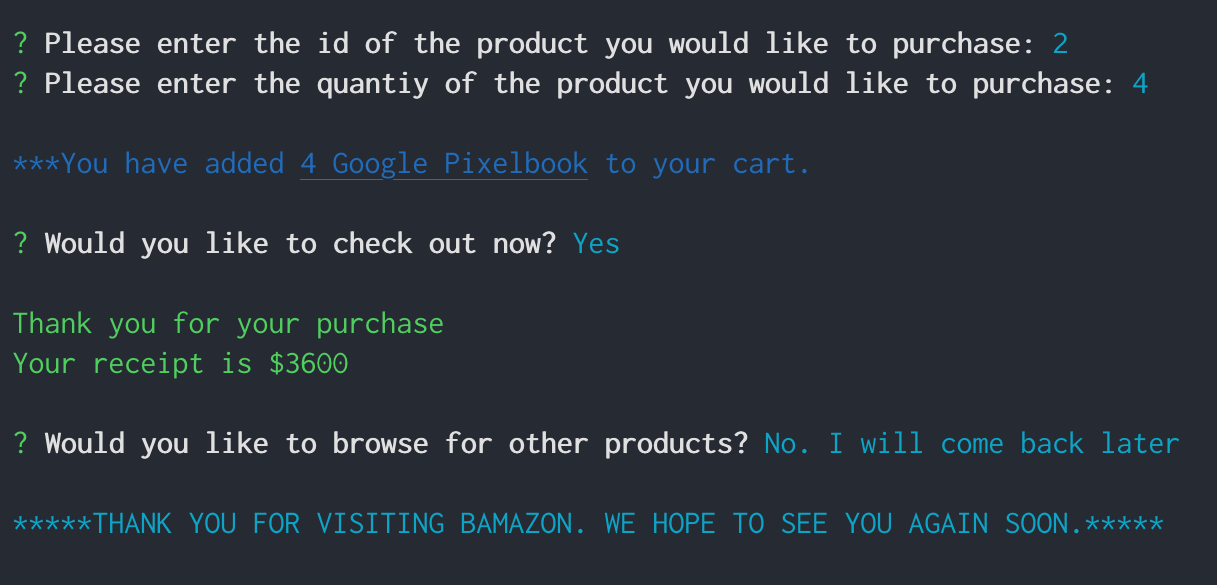 ? Please enter the id of the product you would like to purchase: 2
? Please enter the quantiy of the product you would like to purchase: 4
***You have added 4 Google Pixelbook to your cart.
? Would you like to check out now? Yes
Thank you for your purchase
Your receipt is $3600
? Would you like to browse for other products? No. I will come back later
*****THANK YOU FOR VISITING BAMAZON. WE HOPE TO SEE YOU AGAIN SOON.*****